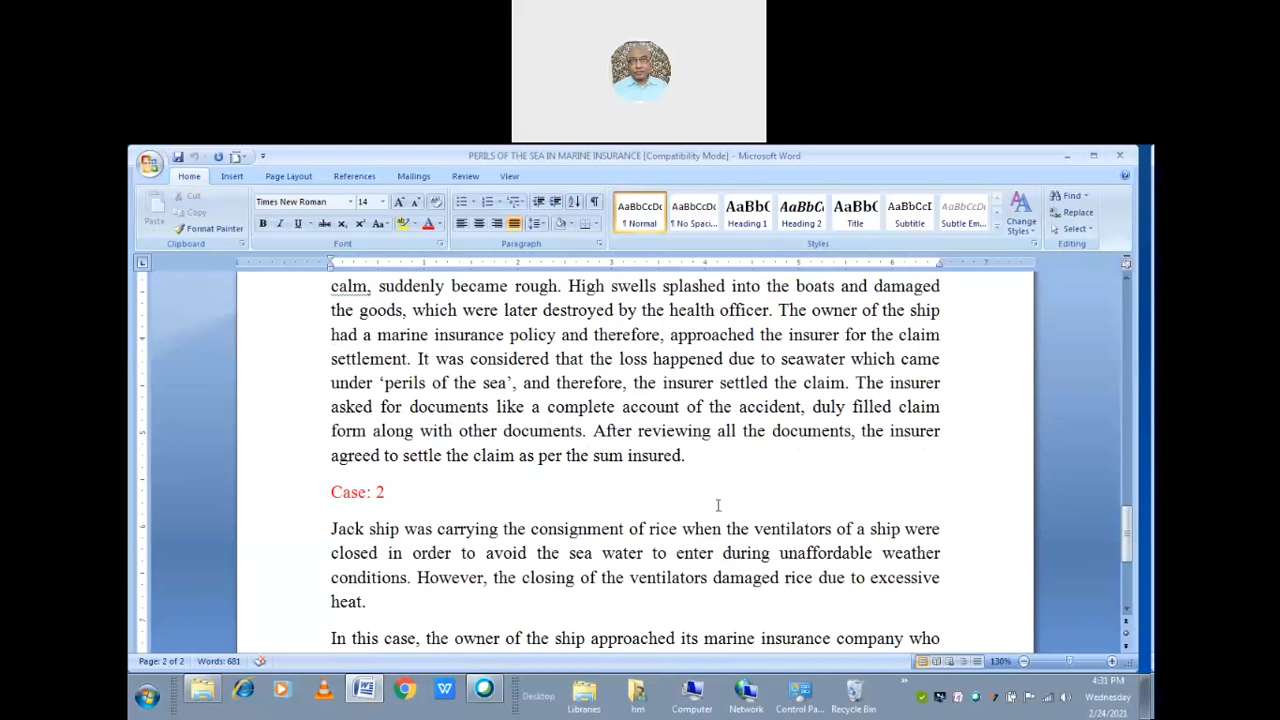 PERILS OF THE SEA IN MARINE INSURANCE [Compatibility Mode] - Microsoft Word
Home Insert Page Layout References Mailings Review View
Paste
Cut
Copy
Format Painter
Clipboard
Times New Roman 14
Font
Paragraph
AaBbCcDc AaBbCcDc AaBbC AaBbC AaBbC AaBbCcI AaBbCcDc
¶ Normal ¶ No Spaci... Heading 1 Heading 2 Title Subtitle Subtle Em...
Styles
Change Styles
Find
Replace
Select
Editing
calm, suddenly became rough. High swells splashed into the boats and damaged
the goods, which were later destroyed by the health officer. The owner of the ship
had a marine insurance policy and therefore, approached the insurer for the claim
settlement. It was considered that the loss happened due to seawater which came
under ‘perils of the sea’, and therefore, the insurer settled the claim. The insurer
asked for documents like a complete account of the accident, duly filled claim
form along with other documents. After reviewing all the documents, the insurer
agreed to settle the claim as per the sum insured.
Case: 2
Jack ship was carrying the consignment of rice when the ventilators of a ship were
closed in order to avoid the sea water to enter during unaffordable weather
conditions. However, the closing of the ventilators damaged rice due to excessive
heat.
In this case, the owner of the ship approached its marine insurance company who
Page: 2 of 2 Words: 681 130%
Desktop Libraries hm Computer Network Control Pa... Recycle Bin
4:31 PM
Wednesday
2/24/2021